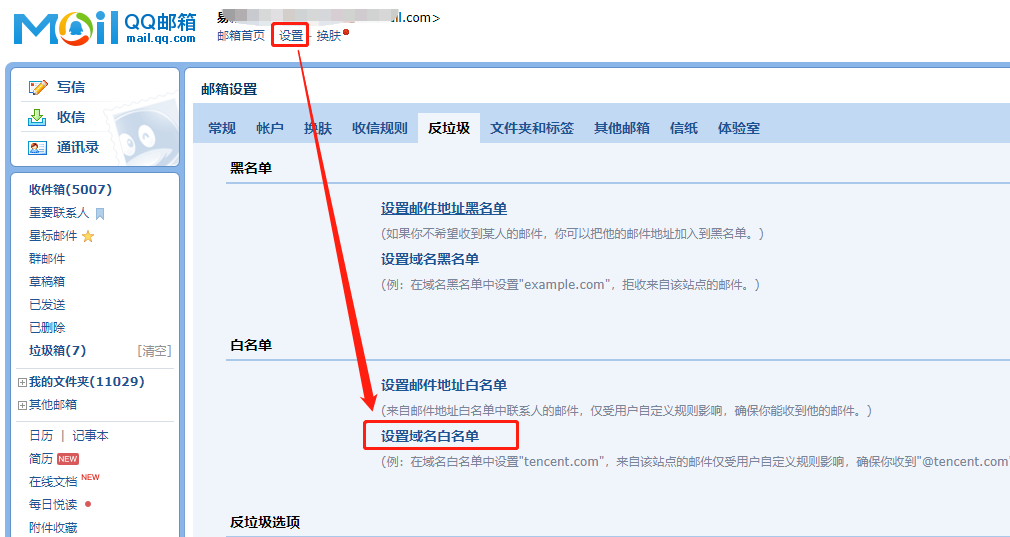 Mail QQ邮箱
mail.qq.com
易
il.com>
邮箱首页 设置 - 换肤
写信
收信
通讯录
收件箱(5007)
重要联系人
星标邮件
群邮件
草稿箱
已发送
已删除
垃圾箱(7) [清空]
我的文件夹(11029)
其他邮箱
日历 | 记事本
简历 NEW
在线文档 NEW
每日悦读
附件收藏
邮箱设置
常规 帐户 换肤 收信规则 反垃圾 文件夹和标签 其他邮箱 信纸 体验室
黑名单
设置邮件地址黑名单
(如果你不希望收到某人的邮件，你可以把他的邮件地址加入到黑名单。)
设置域名黑名单
(例：在域名黑名单中设置"example.com"，拒收来自该站点的邮件。)
白名单
设置邮件地址白名单
(来自邮件地址白名单中联系人的邮件，仅受用户自定义规则影响，确保你能收到他的邮件。)
设置域名白名单
(例：在域名白名单中设置"tencent.com"，来自该站点的邮件仅受用户自定义规则影响，确保你收到"@tencent.com"
反垃圾选项